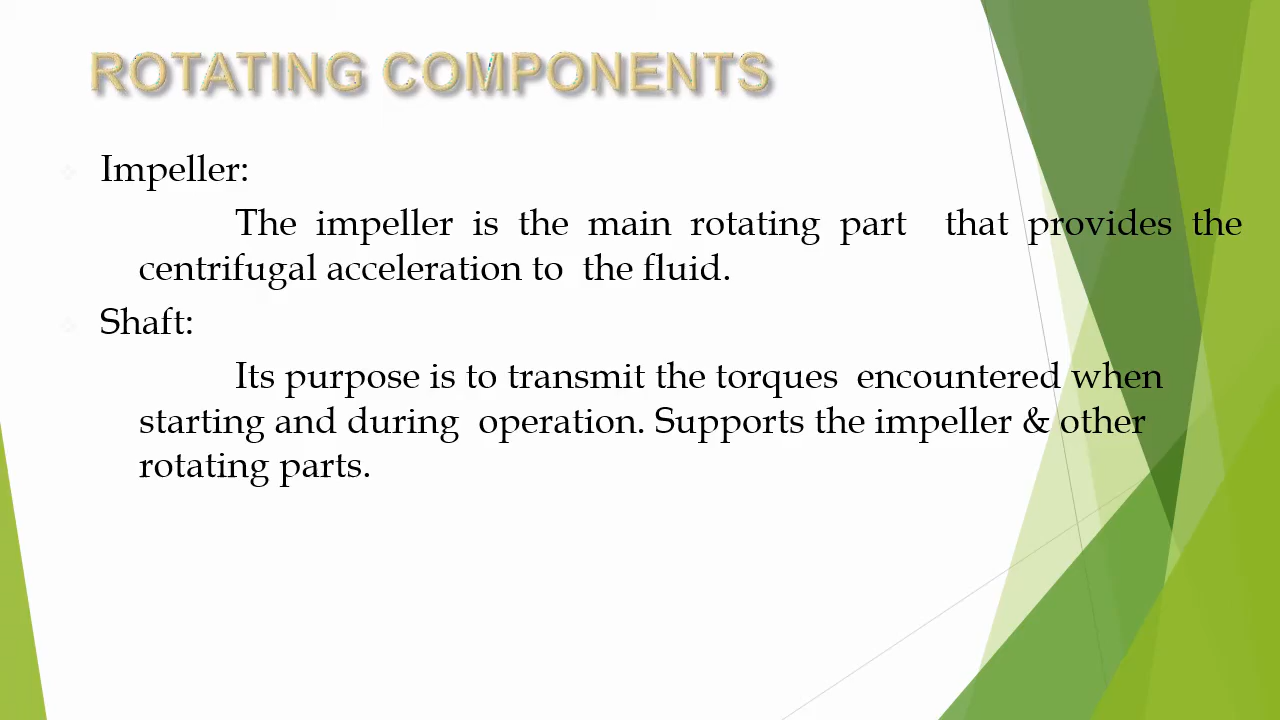 ROTATING COMPONENTS
Impeller:
The impeller is the main rotating part that provides the
centrifugal acceleration to the fluid.
Shaft:
Its purpose is to transmit the torques encountered when
starting and during operation. Supports the impeller & other
rotating parts.